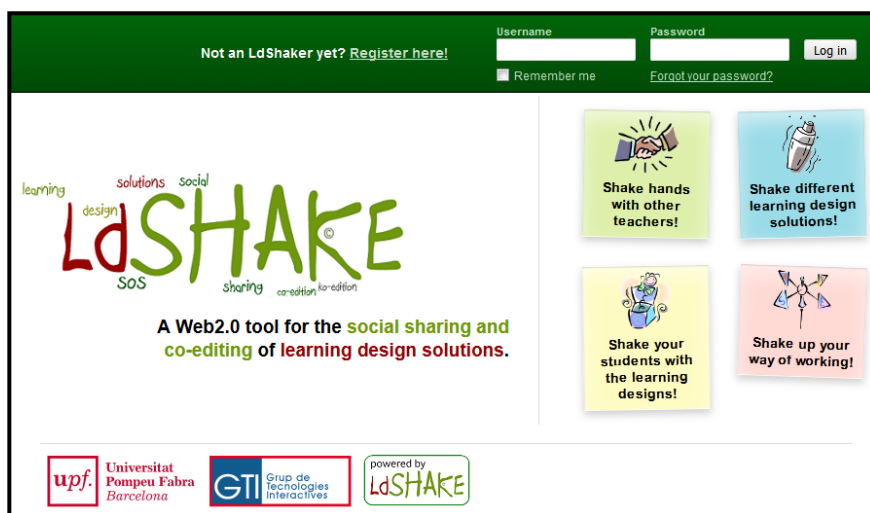 Username
Password
Not an LdShaker yet? Register here!
Log in
Remember me
Forgot your password?
learning
solutions
social
design
LdSHAKE
©
SOS
sharing
co-edition
ko-edition
A Web2.0 tool for the social sharing and
co-editing of learning design solutions.
Shake hands
with other
teachers!
Shake different
learning design
solutions!
Shake your
students with
the learning
designs!
Shake up your
way of working!
upf.
Universitat
Pompeu Fabra
Barcelona
GTI
Grup de
Tecnologies
Interactives
powered by
LdSHAKE